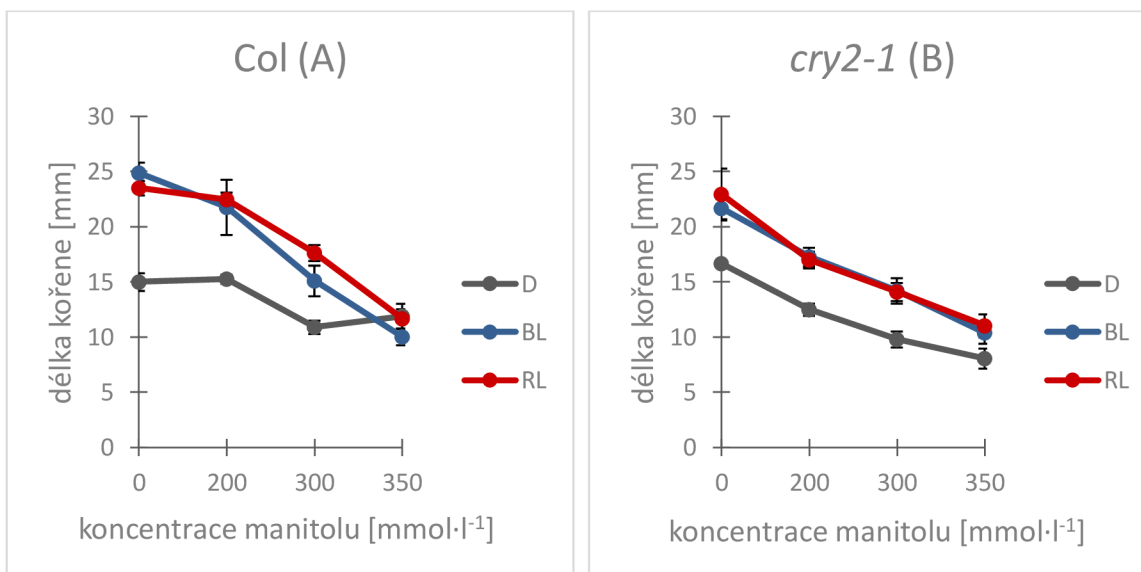 Col (A)
délka kořene [mm]
30
25
20
15
10
5
0
0 200 300 350
koncentrace manitolu [mmol·l⁻¹]
D
BL
RL
cry2-1 (B)
délka kořene [mm]
30
25
20
15
10
5
0
0 200 300 350
koncentrace manitolu [mmol·l⁻¹]
D
BL
RL